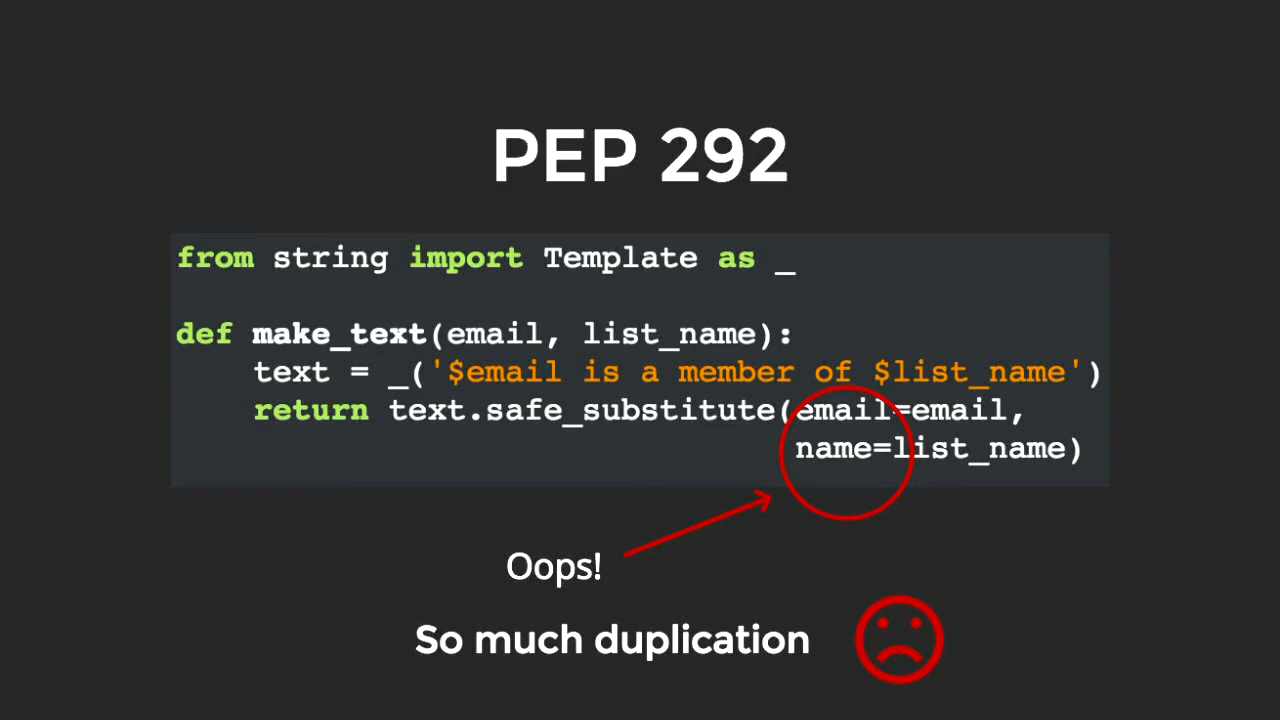 PEP 292
from string import Template as _
def make_text(email, list_name):
    text = _('$email is a member of $list_name')
    return text.safe_substitute(email=email,
                                name=list_name)
Oops!
So much duplication